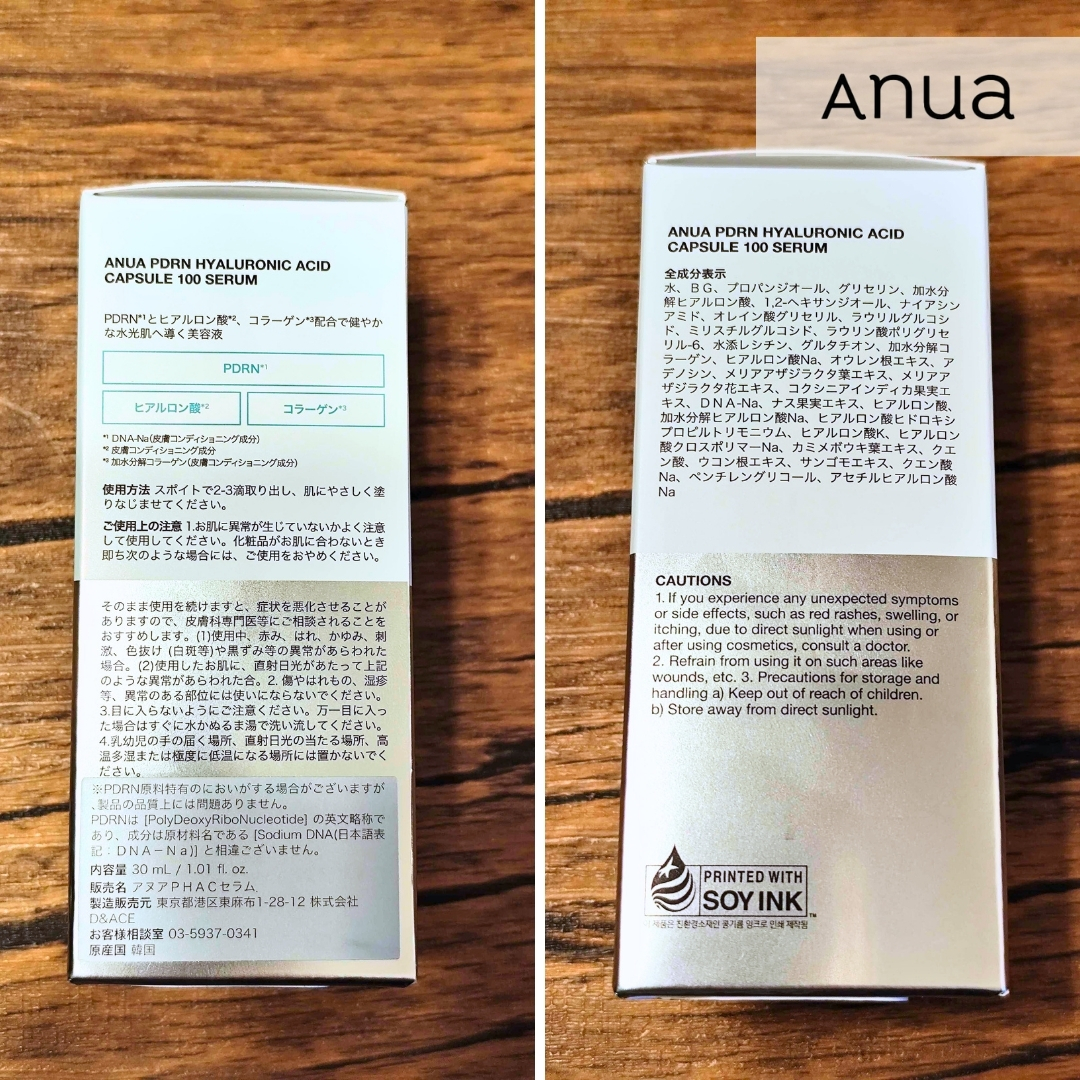 ANUA PDRN HYALURONIC ACID
CAPSULE 100 SERUM
PDRN*1とヒアルロン酸*2、コラーゲン*3配合で健やか
な水光肌へ導く美容液
PDRN*1
ヒアルロン酸*2
コラーゲン*3
*1 DNA-Na(皮膚コンディショニング成分)
*2 皮膚コンディショニング成分
*3 加水分解コラーゲン(皮膚コンディショニング成分)
使用方法 スポイトで2-3滴取り出し、肌にやさしく塗
りなじませてください。
ご使用上の注意 1.お肌に異常が生じていないかよく注意
して使用してください。化粧品がお肌に合わないとき
即ち次のような場合には、ご使用をおやめください。
そのまま使用を続けますと、症状を悪化させることが
ありますので、皮膚科専門医等にご相談されることを
おすすめします。(1)使用中、赤み、はれ、かゆみ、刺
激、色抜け (白斑等)や黒ずみ等の異常があらわれた
場合。(2)使用したお肌に、直射日光があたって上記
のような異常があらわれた合。2. 傷やはれもの、湿疹
等、異常のある部位には使いにならないでください。
3.目に入らないようにご注意ください。万一目に入っ
た場合はすぐに水かぬるま湯で洗い流してください。
4.乳幼児の手の届く場所、直射日光の当たる場所、高
温多湿または極度に低温になる場所には置かないでく
ださい。
※PDRN原料特有のにおいがする場合がございますが
、製品の品質上には問題ありません。
PDRNは [PolyDeoxyRiboNucleotide] の英文略称で
あり、成分は原材料名である [Sodium DNA(日本語表
記：DNA－Na)] と相違ございません。
内容量 30 mL / 1.01 fl. oz.
販売名 アヌアPHACセラム
製造販売元 東京都港区東麻布1-28-12 株式会社
D&ACE
お客様相談室 03-5937-0341
原産国 韓国
Anua
ANUA PDRN HYALURONIC ACID
CAPSULE 100 SERUM
全成分表示
水、BG、プロパンジオール、グリセリン、加水分
解ヒアルロン酸、1,2-ヘキサンジオール、ナイアシン
アミド、オレイン酸グリセリル、ラウリルグルコシ
ド、ミリスチルグルコシド、ラウリン酸ポリグリセ
リル-6、水添レシチン、グルタチオン、加水分解コ
ラーゲン、ヒアルロン酸Na、オウレン根エキス、ア
デノシン、メリアアザジラクタ葉エキス、メリアア
ザジラクタ花エキス、コクシニアインディカ果実エ
キス、DNA-Na、ナス果実エキス、ヒアルロン酸、
加水分解ヒアルロン酸Na、ヒアルロン酸ヒドロキシ
プロピルトリモニウム、ヒアルロン酸K、ヒアルロン
酸クロスポリマーNa、カミメボウキ葉エキス、クエ
ン酸、ウコン根エキス、サンゴモエキス、クエン酸
Na、ペンチレングリコール、アセチルヒアルロン酸
Na
CAUTIONS
1. If you experience any unexpected symptoms
or side effects, such as red rashes, swelling, or
itching, due to direct sunlight when using or
after using cosmetics, consult a doctor.
2. Refrain from using it on such areas like
wounds, etc. 3. Precautions for storage and
handling a) Keep out of reach of children.
b) Store away from direct sunlight.
PRINTED WITH
SOY INK™
제품은 친환경소재인 콩기름 잉크로 인쇄 제작됨